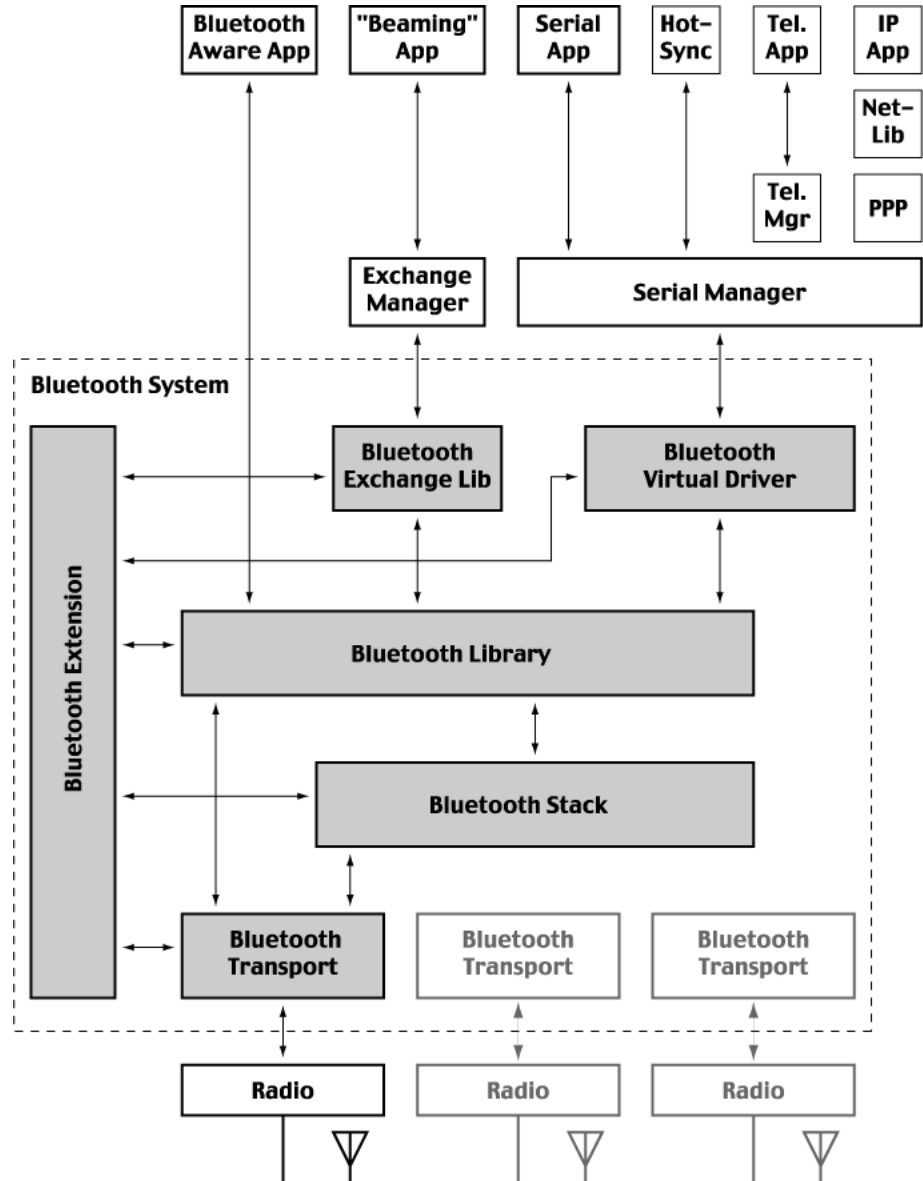 Bluetooth
Aware App
"Beaming"
App
Serial
App
Hot–
Sync
Tel.
App
IP
App
Net–
Lib
Tel.
Mgr
PPP
Exchange
Manager
Serial Manager
Bluetooth System
Bluetooth
Exchange Lib
Bluetooth
Virtual Driver
Bluetooth Extension
Bluetooth Library
Bluetooth Stack
Bluetooth
Transport
Bluetooth
Transport
Bluetooth
Transport
Radio
Radio
Radio